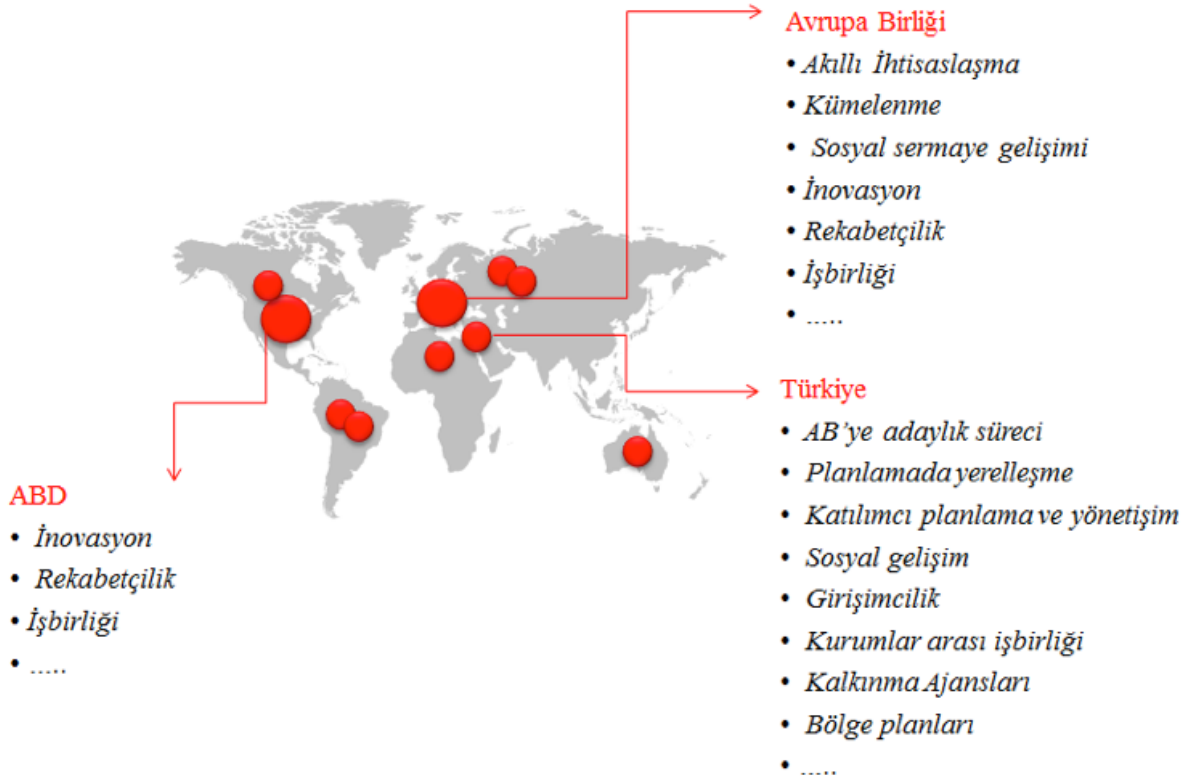 Avrupa Birliği
• Akıllı İhtisaslaşma
• Kümelenme
• Sosyal sermaye gelişimi
• İnovasyon
• Rekabetçilik
• İşbirliği
• .....
Türkiye
• AB’ye adaylık süreci
• Planlamada yerelleşme
• Katılımcı planlama ve yönetişim
• Sosyal gelişim
• Girişimcilik
• Kurumlar arası işbirliği
• Kalkınma Ajansları
• Bölge planları
• .....
ABD
• İnovasyon
• Rekabetçilik
• İşbirliği
• .....